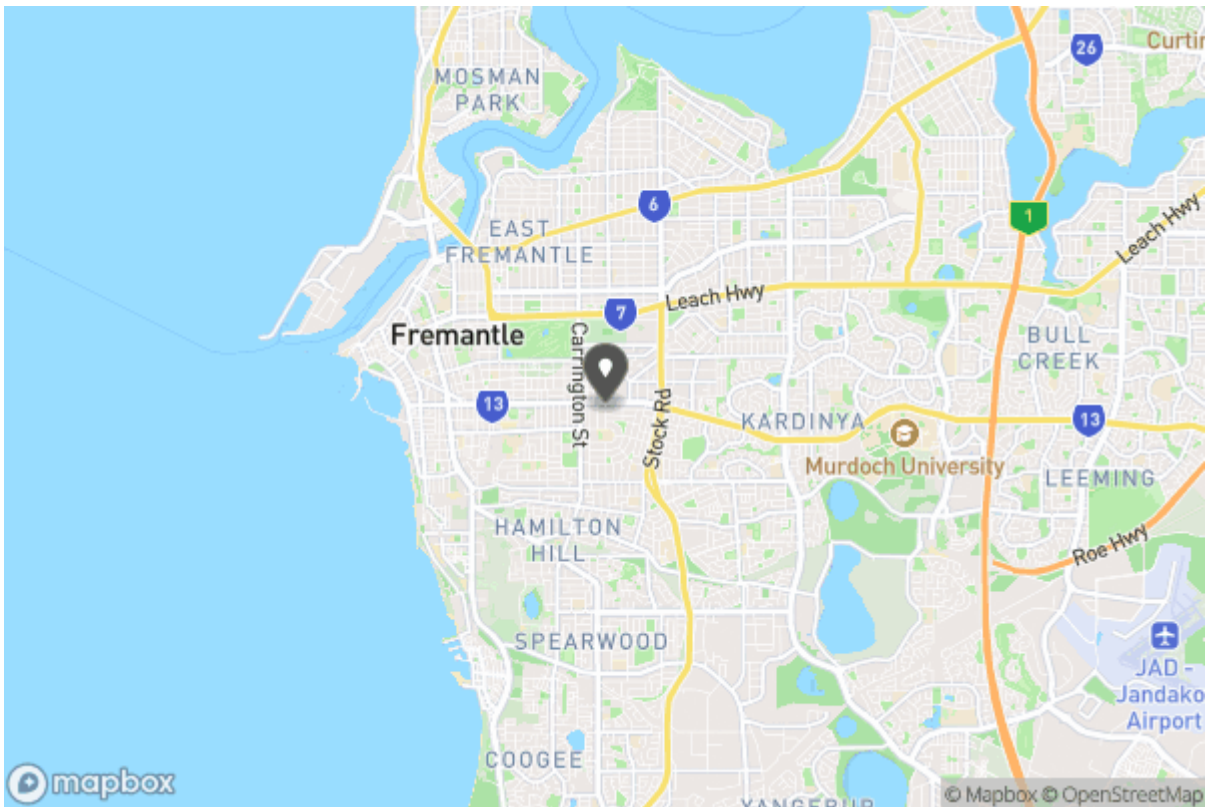 MOSMAN
PARK
26
Curtin
6
EAST
FREMANTLE
1
Leach Hwy
Leach Hwy
7
Fremantle
Carrington St
BULL
CREEK
13
Stock Rd
KARDINYA
13
Murdoch University
LEEMING
HAMILTON
HILL
Roe Hwy
SPEARWOOD
JAD -
Jandako
Airport
COOGEE
mapbox
© Mapbox © OpenStreetMap